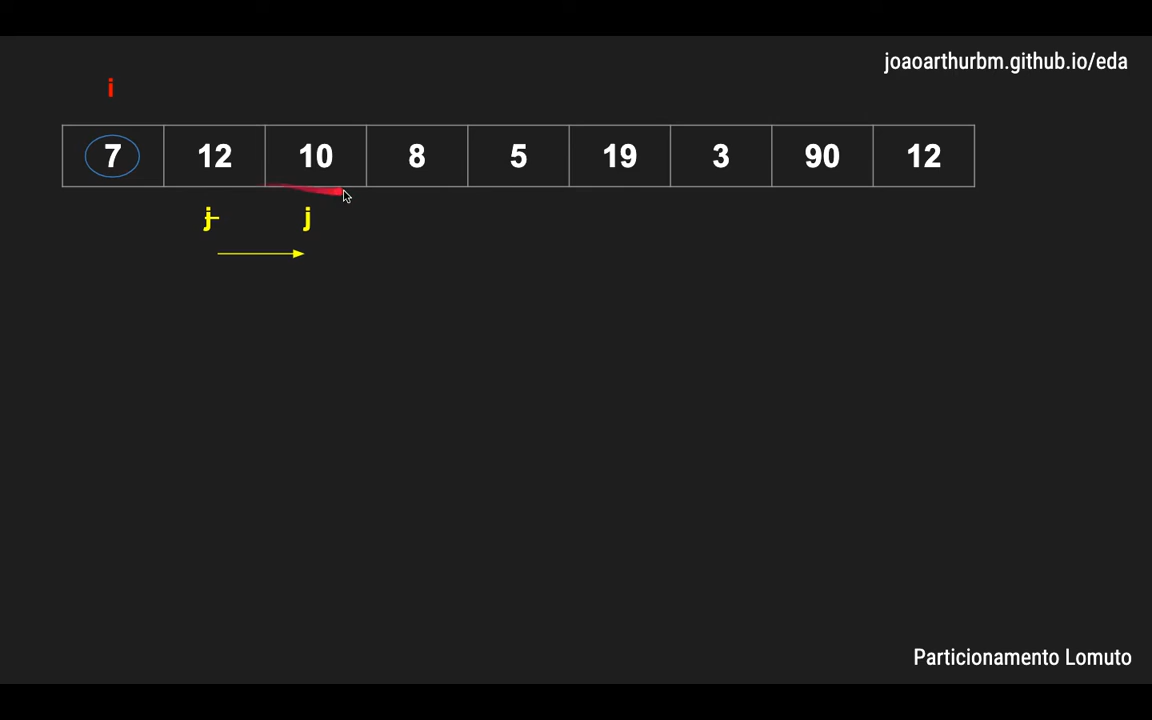 joaoarthurbm.github.io/eda
i
7 12 10 8 5 19 3 90 12
j j
Particionamento Lomuto